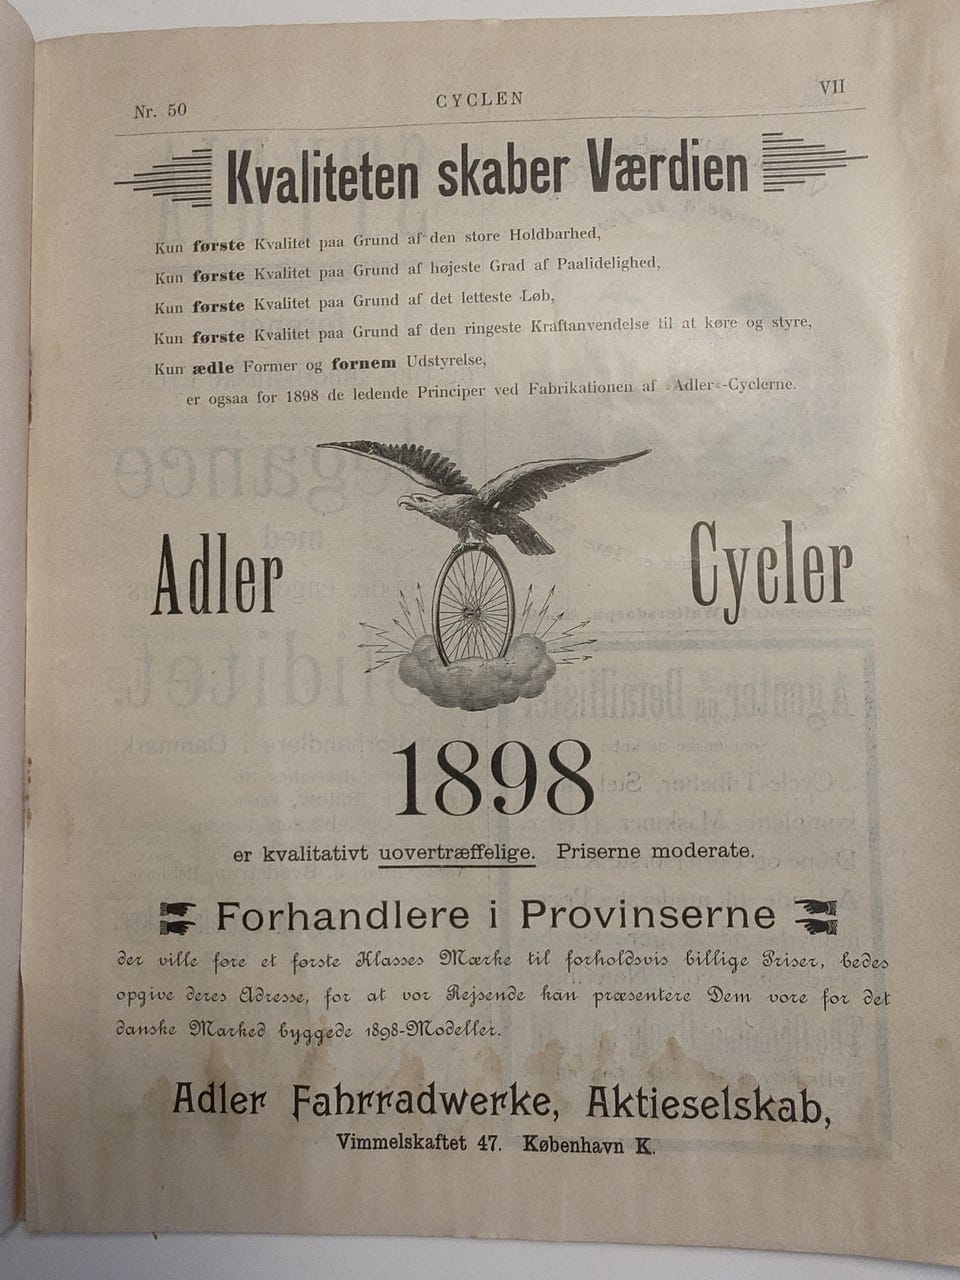 Nr. 50
CYCLEN
VII
Kvaliteten skaber Værdien
Kun første Kvalitet paa Grund af den store Holdbarhed,
Kun første Kvalitet paa Grund af højeste Grad af Paalidelighed,
Kun første Kvalitet paa Grund af det letteste Løb,
Kun første Kvalitet paa Grund af den ringeste Kraftanvendelse til at køre og styre,
Kun ædle Former og fornem Udstyrelse,
er ogsaa for 1898 de ledende Principer ved Fabrikationen af »Adler«-Cyclerne.
Adler Cycler
1898
er kvalitativt uovertræffelige. Priserne moderate.
Forhandlere i Provinserne
der ville føre et første Klasses Mærke til forholdsvis billige Priser, bedes
opgive deres Adresse, for at vor Rejsende kan præsentere Dem vore for det
danske Marked byggede 1898-Modeller.
Adler Fahrradwerke, Aktieselskab,
Vimmelskaftet 47. København K.